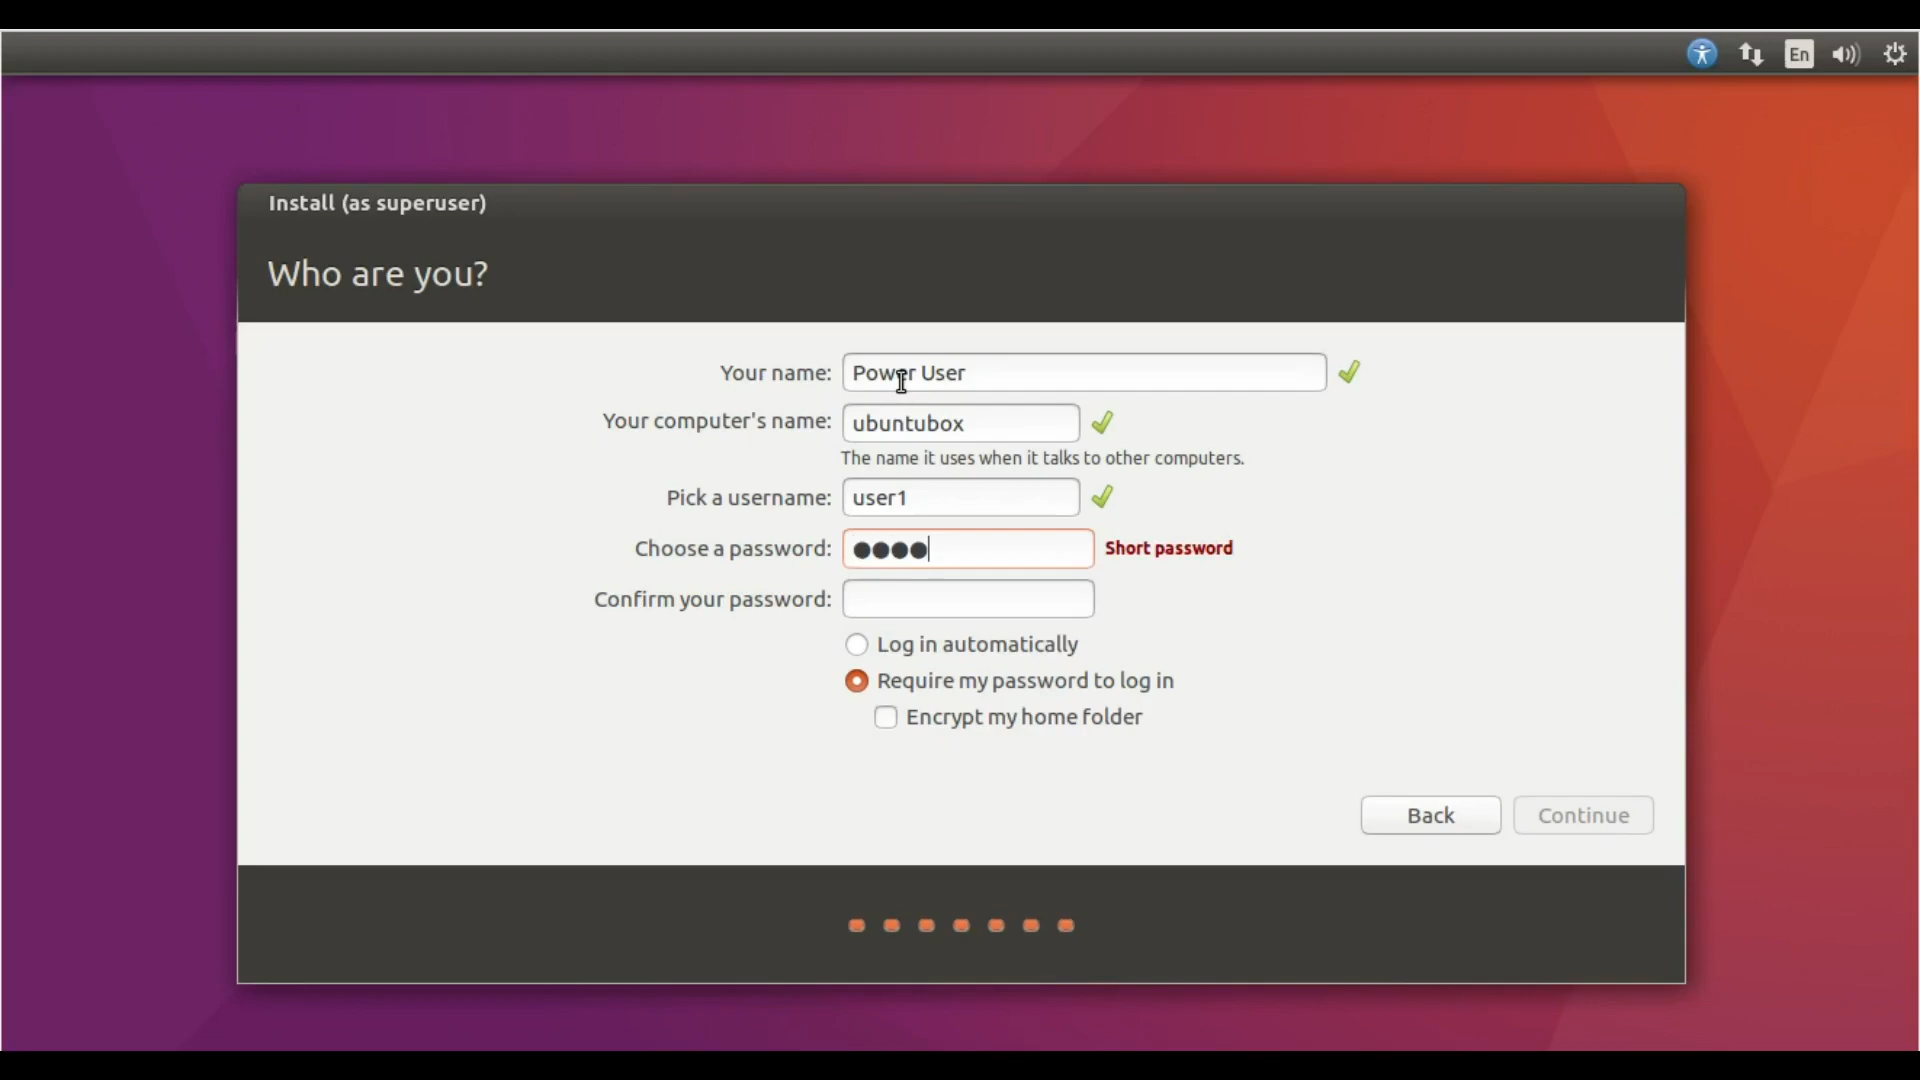 En
Install (as superuser)
Who are you?
Your name: Power User
Your computer's name: ubuntubox
The name it uses when it talks to other computers.
Pick a username: user1
Choose a password: ●●●● Short password
Confirm your password:
Log in automatically
Require my password to log in
Encrypt my home folder
Back Continue